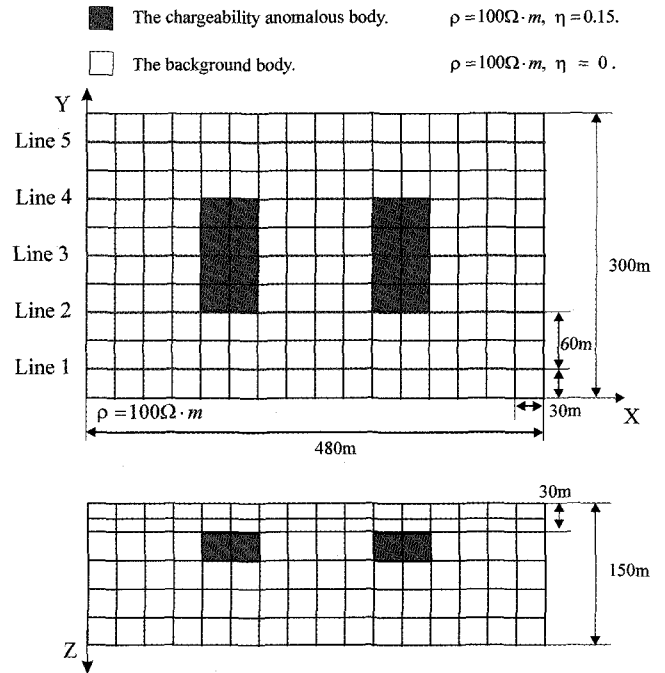 The chargeability anomalous body. ρ = 100Ω · m, η = 0.15.
The background body. ρ = 100Ω · m, η = 0.
Y
Line 5
Line 4
Line 3
Line 2
Line 1
300m
60m
30m
X
ρ = 100Ω · m
480m
30m
150m
Z